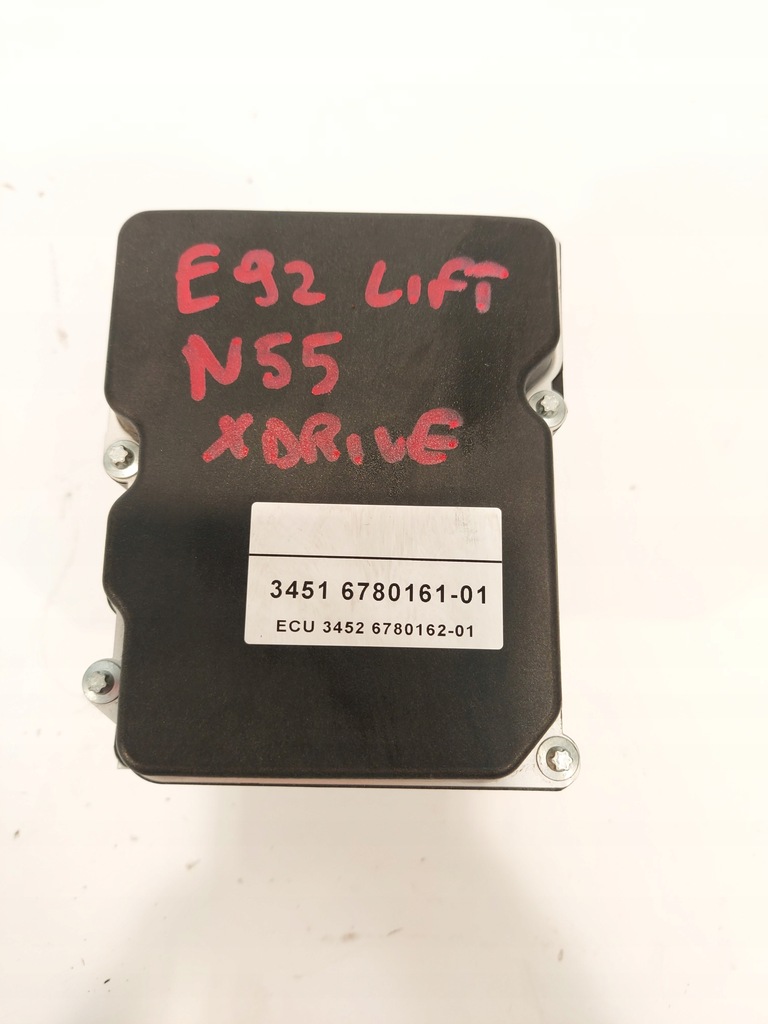 E92 LIFT
N55
XDRIVE
3451 6780161-01
ECU 3452 6780162-01